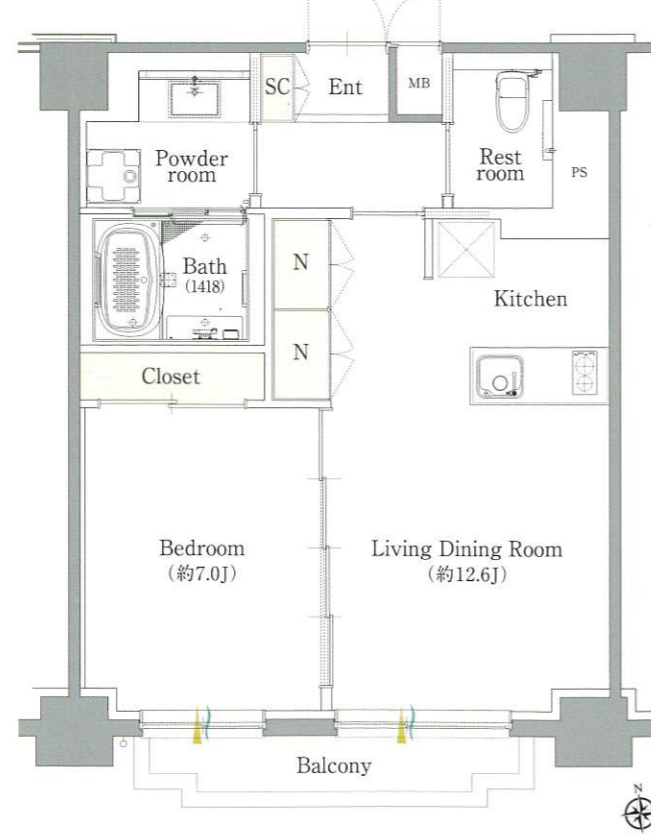 SC
Ent
MB
Powder
room
Rest
room
PS
Bath
(1418)
N
Kitchen
N
Closet
Bedroom
(約7.0J)
Living Dining Room
(約12.6J)
Balcony
N